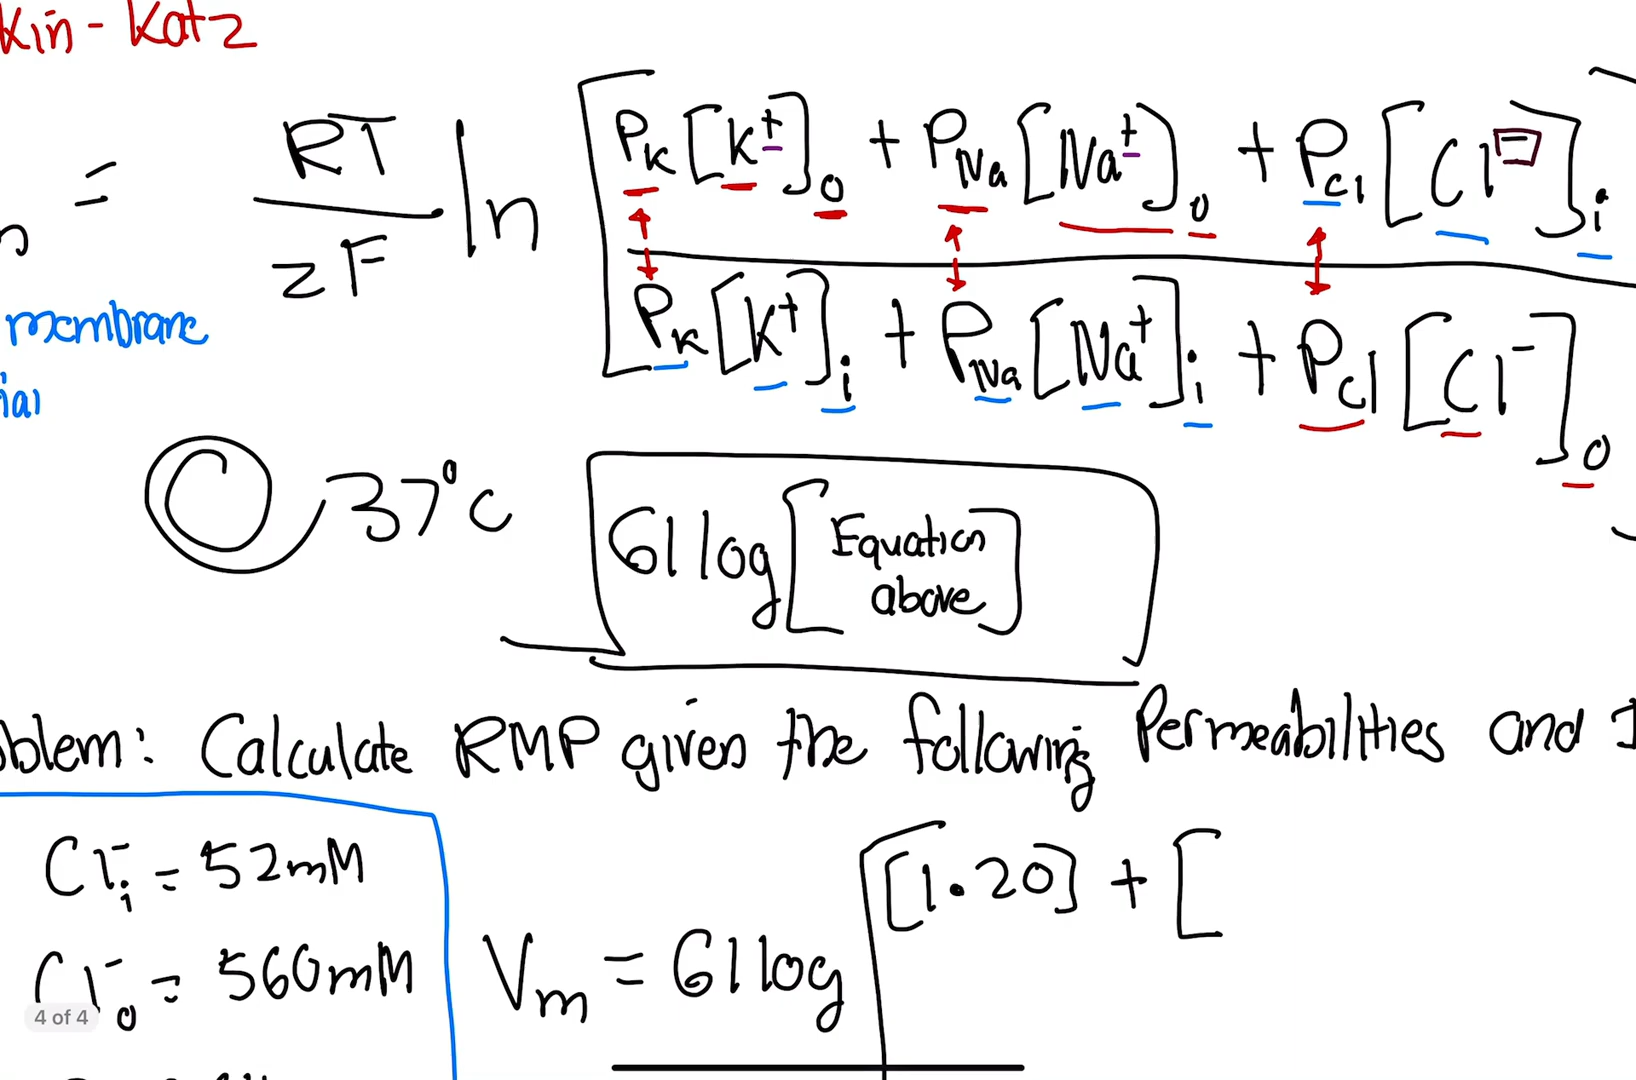 kin - Katz
= RT/zF ln [ Pk[K+]o + PNa[Na+]o + Pcl[Cl-]i
Pk[K+]i + PNa[Na+]i + Pcl[Cl-]o
membrane
ial
37°C
61 log [Equation above]
oblem: Calculate RMP given the following Permeabilities and I
Cl-i = 52mM
Cl-o = 560mM
Vm = 61 log [ [1.20] + [
4 of 4